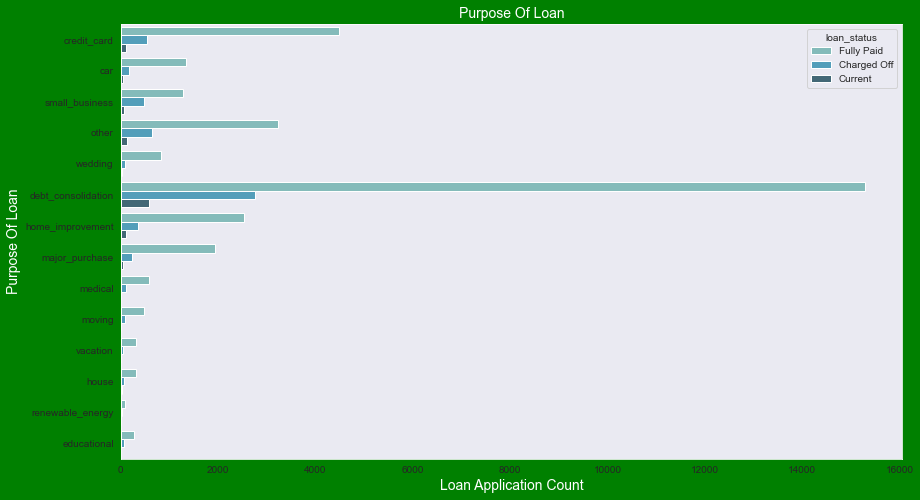 Purpose Of Loan
loan_status
Fully Paid
Charged Off
Current
Purpose Of Loan
credit_card
car
small_business
other
wedding
debt_consolidation
home_improvement
major_purchase
medical
moving
vacation
house
renewable_energy
educational
0 2000 4000 6000 8000 10000 12000 14000 16000
Loan Application Count